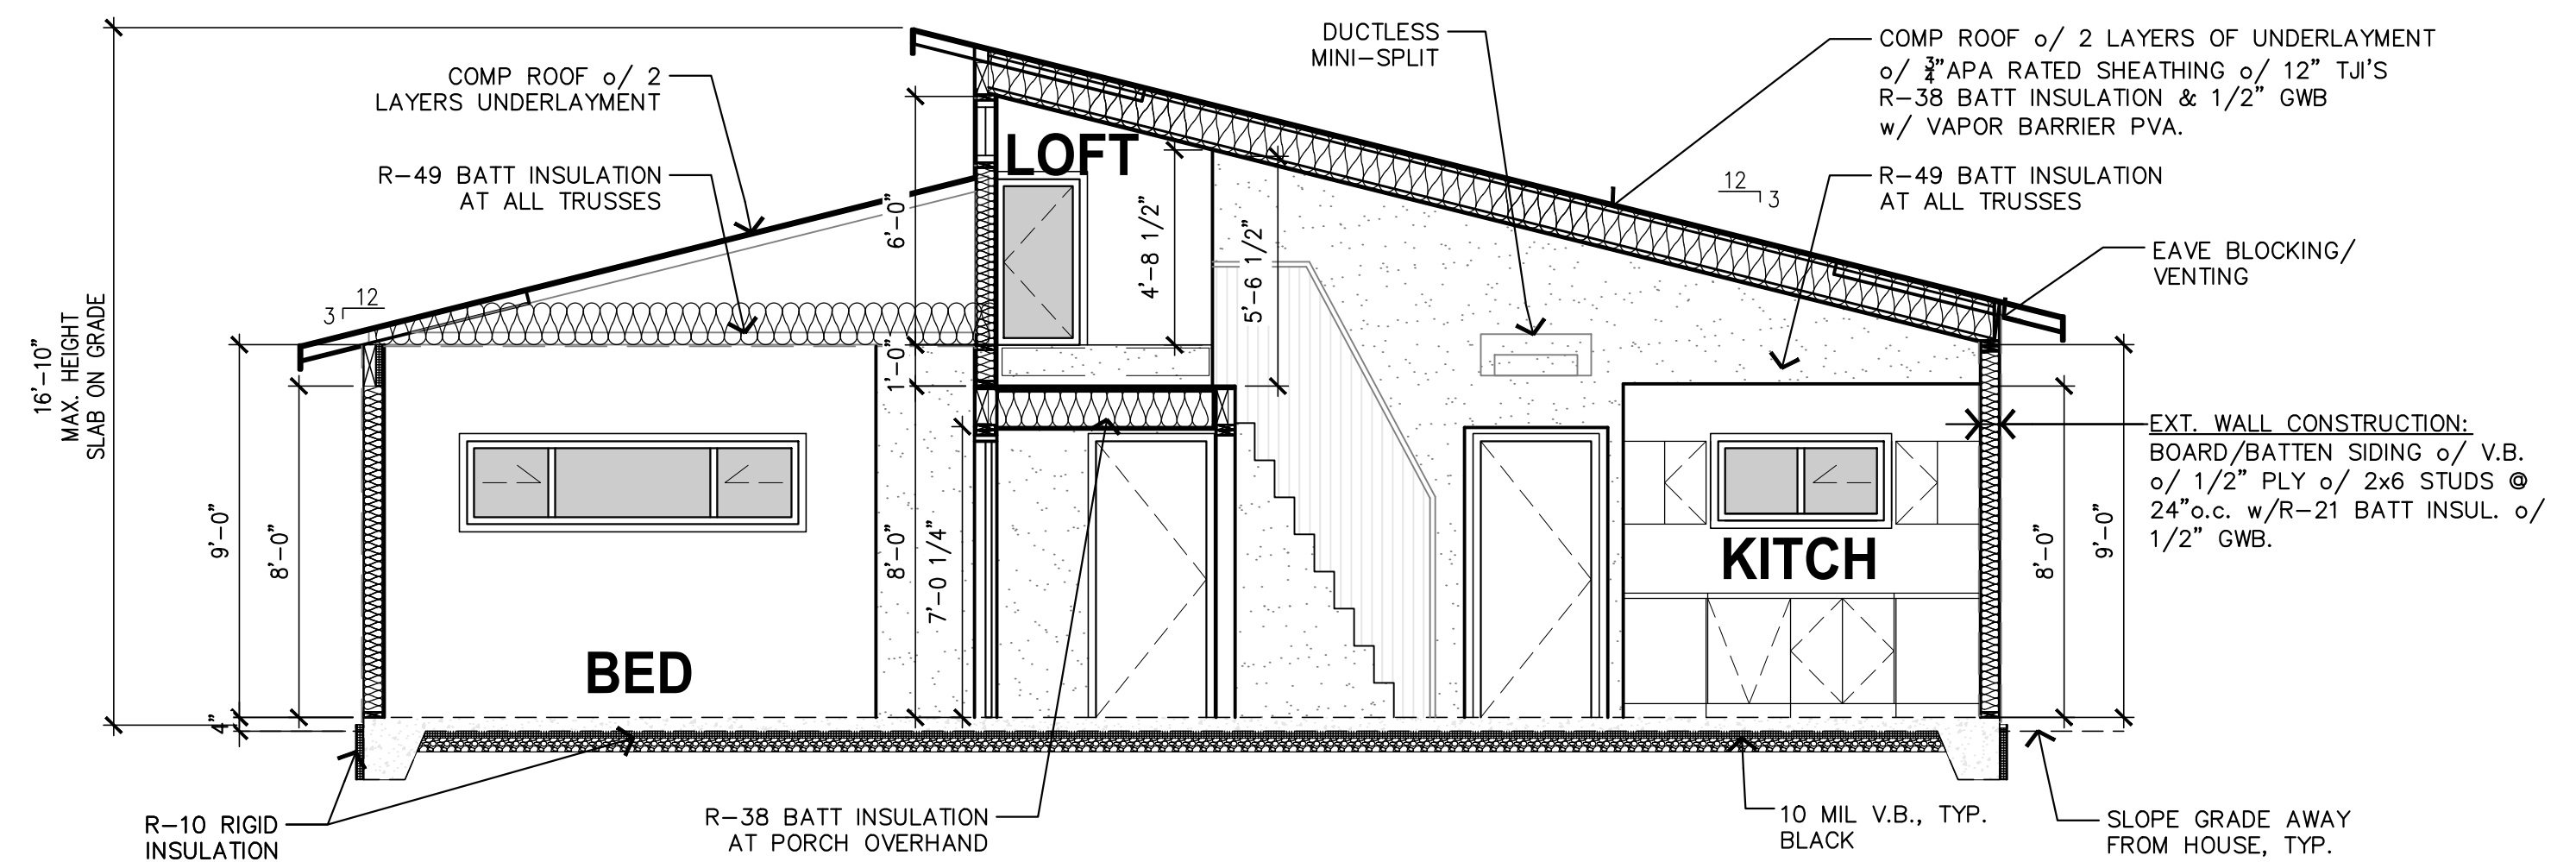 DUCTLESS
MINI–SPLIT
COMP ROOF o/ 2 LAYERS OF UNDERLAYMENT
o/ 3/4"APA RATED SHEATHING o/ 12" TJI'S
R–38 BATT INSULATION & 1/2" GWB
w/ VAPOR BARRIER PVA.
COMP ROOF o/ 2
LAYERS UNDERLAYMENT
R–49 BATT INSULATION
AT ALL TRUSSES
LOFT
R–49 BATT INSULATION
AT ALL TRUSSES
12
3
EAVE BLOCKING/
VENTING
6'–0"
4'–8 1/2"
5'–6 1/2"
12
3
16'–10"
MAX. HEIGHT
SLAB ON GRADE
1'–0"
EXT. WALL CONSTRUCTION:
BOARD/BATTEN SIDING o/ V.B.
o/ 1/2" PLY o/ 2x6 STUDS @
24"o.c. w/R–21 BATT INSUL. o/
1/2" GWB.
9'–0"
8'–0"
8'–0"
7'–0 1/4"
KITCH
8'–0"
9'–0"
BED
4"
R–10 RIGID
INSULATION
R–38 BATT INSULATION
AT PORCH OVERHAND
10 MIL V.B., TYP.
BLACK
SLOPE GRADE AWAY
FROM HOUSE, TYP.